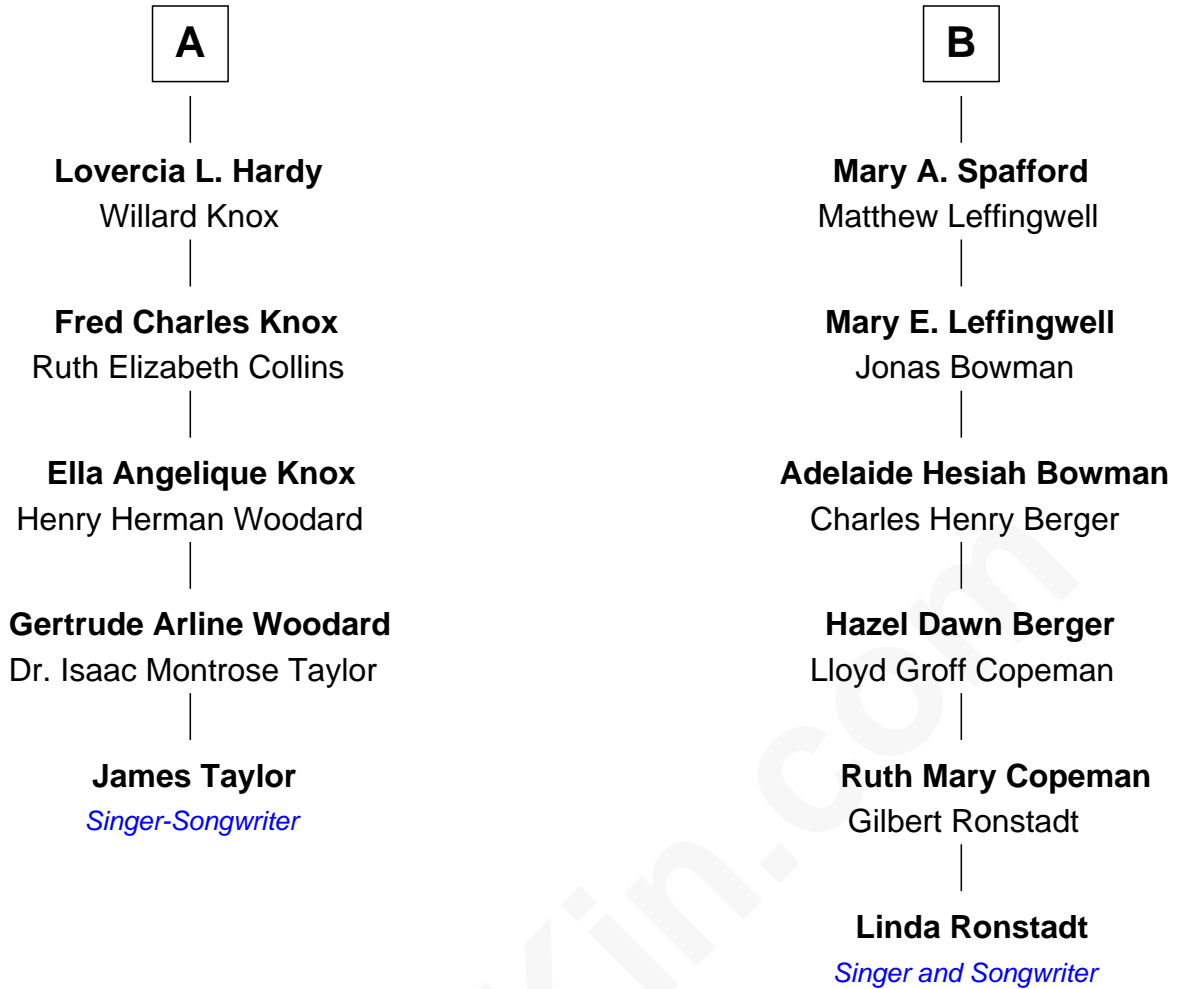 A
Lovercia L. Hardy
Willard Knox
Fred Charles Knox
Ruth Elizabeth Collins
Ella Angelique Knox
Henry Herman Woodard
Gertrude Arline Woodard
Dr. Isaac Montrose Taylor
James Taylor
Singer-Songwriter
B
Mary A. Spafford
Matthew Leffingwell
Mary E. Leffingwell
Jonas Bowman
Adelaide Hesiah Bowman
Charles Henry Berger
Hazel Dawn Berger
Lloyd Groff Copeman
Ruth Mary Copeman
Gilbert Ronstadt
Linda Ronstadt
Singer and Songwriter